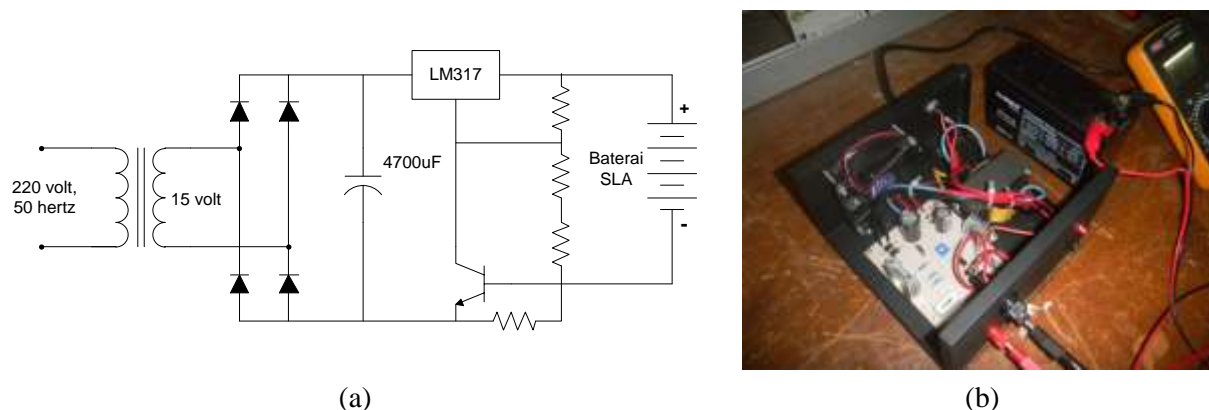 LM317
+
4700uF
Baterai
SLA
220 volt,
50 hertz
15 volt
-
(a)
(b)